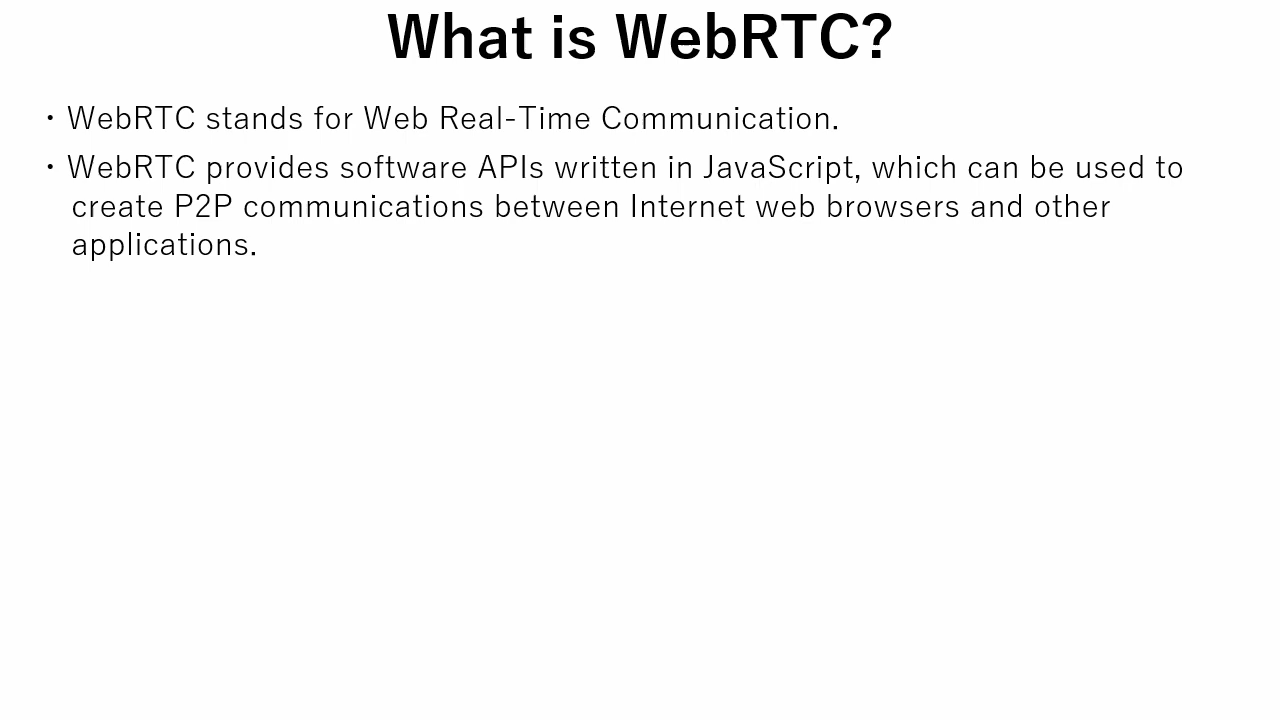 What is WebRTC?
・WebRTC stands for Web Real-Time Communication.
・WebRTC provides software APIs written in JavaScript, which can be used to
create P2P communications between Internet web browsers and other
applications.